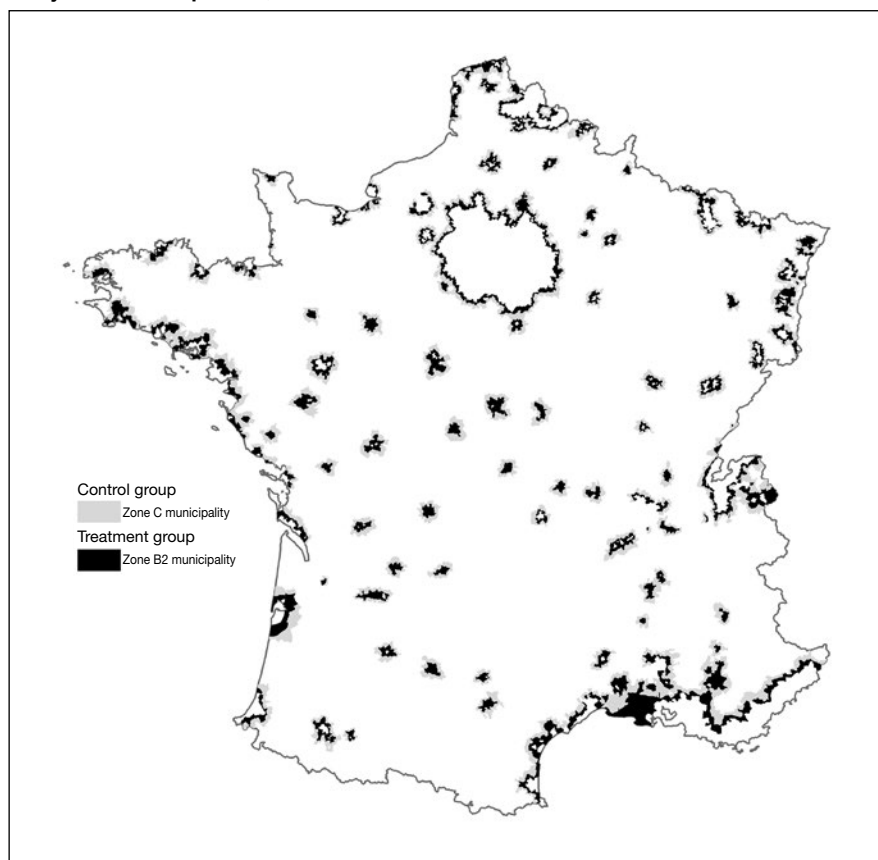 Control group
Zone C municipality
Treatment group
Zone B2 municipality